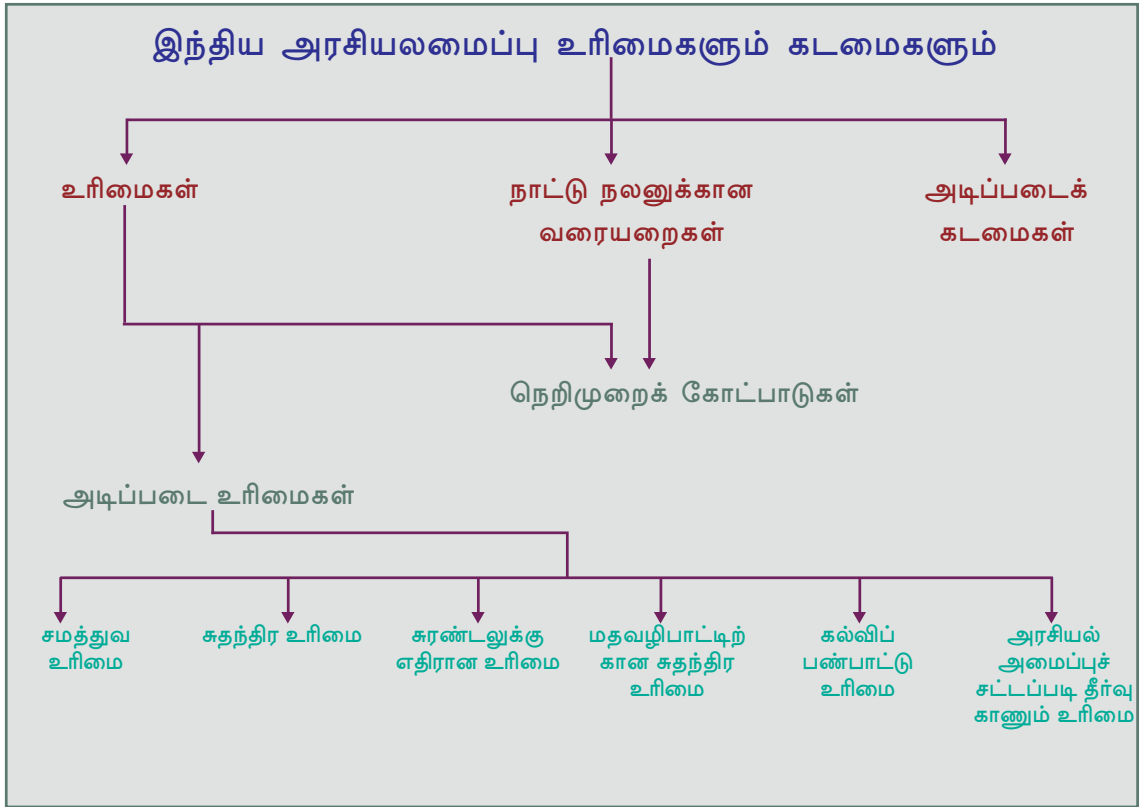 இந்திய அரசியலமைப்பு உரிமைகளும் கடமைகளும்
உரிமைகள்
நாட்டு நலனுக்கான
வரையறைகள்
அடிப்படைக்
கடமைகள்
நெறிமுறைக் கோட்பாடுகள்
அடிப்படை உரிமைகள்
சமத்துவ
உரிமை
சுதந்திர உரிமை
சுரண்டலுக்கு
எதிரான உரிமை
மதவழிபாட்டிற்
கான சுதந்திர
உரிமை
கல்விப்
பண்பாட்டு
உரிமை
அரசியல்
அமைப்புச்
சட்டப்படி தீர்வு
காணும் உரிமை